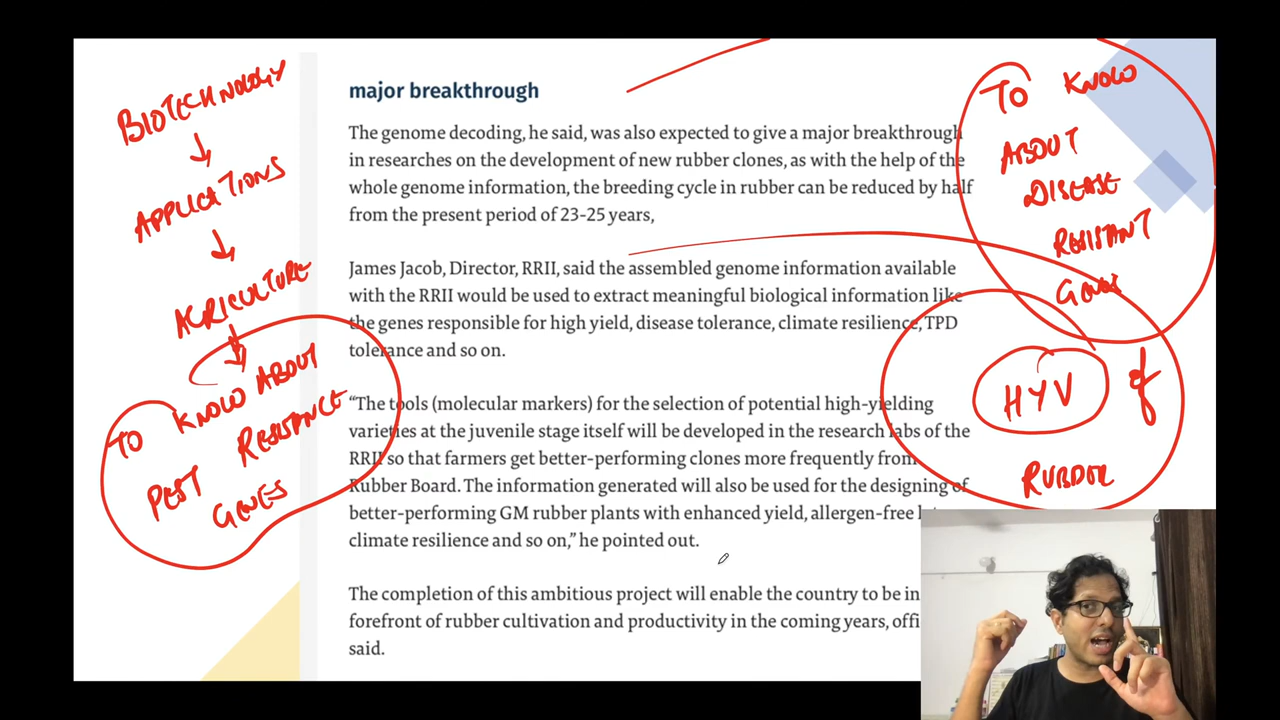 major breakthrough
The genome decoding, he said, was also expected to give a major breakthrough
in researches on the development of new rubber clones, as with the help of the
whole genome information, the breeding cycle in rubber can be reduced by half
from the present period of 23-25 years,
James Jacob, Director, RRII, said the assembled genome information available
with the RRII would be used to extract meaningful biological information like
the genes responsible for high yield, disease tolerance, climate resilience, TPD
tolerance and so on.
“The tools (molecular markers) for the selection of potential high-yielding
varieties at the juvenile stage itself will be developed in the research labs of the
RRII so that farmers get better-performing clones more frequently from
Rubber Board. The information generated will also be used for the designing of
better-performing GM rubber plants with enhanced yield, allergen-free
climate resilience and so on,” he pointed out.
The completion of this ambitious project will enable the country to be in
forefront of rubber cultivation and productivity in the coming years,
said.
BIOTECHNOLOGY
APPLICATIONS
AGRICULTURE
TO KNOW ABOUT
PEST RESISTANCE
GENES
TO KNOW
ABOUT
DISEASE
RESISTANT
GENES
HYV of
RUBBER